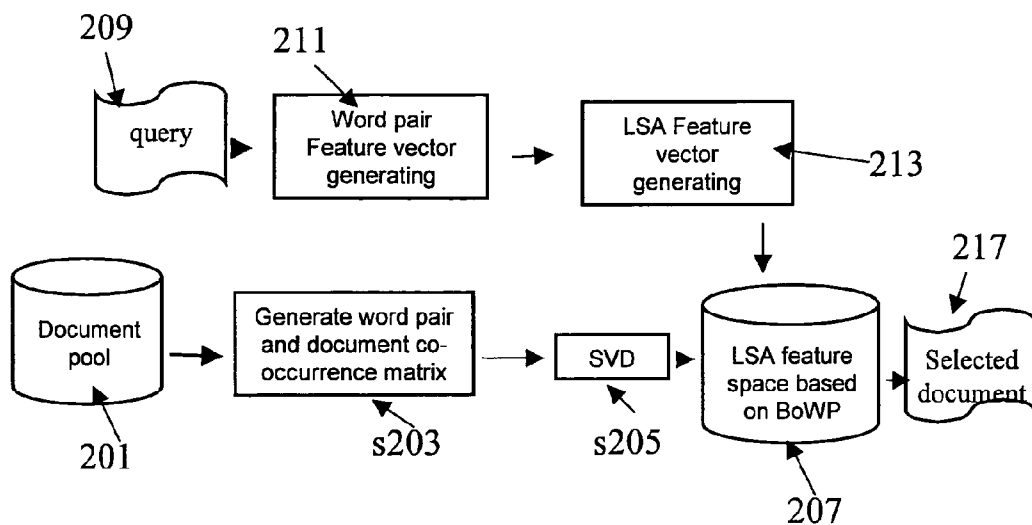 209
211
query
Word pair
Feature vector
generating
LSA Feature
vector
generating
213
217
Document
pool
Generate word pair
and document co-
occurrence matrix
SVD
LSA feature
space based
on BoWP
Selected
document
201
s203
s205
207